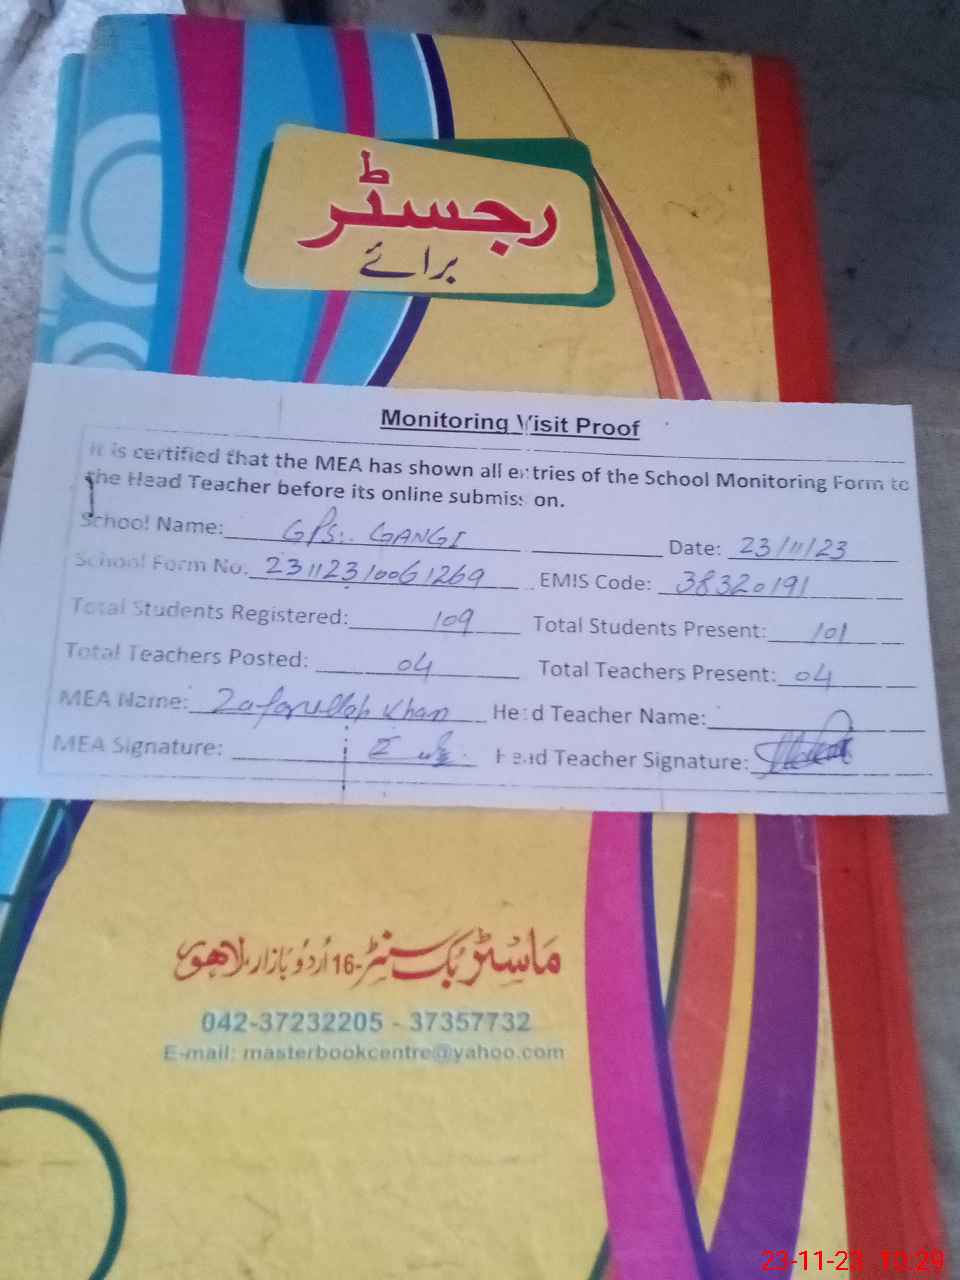 رجسٹر
برائے
Monitoring Visit Proof
It is certified that the MEA has shown all entries of the School Monitoring Form to
the Head Teacher before its online submission.
School Name: GPS. GANGI Date: 23/11/23
School Form No. 23112310061269 EMIS Code: 38320191
Total Students Registered: 109 Total Students Present: 101
Total Teachers Posted: 04 Total Teachers Present: 04
MEA Name: Zafarullah Khan Head Teacher Name:
MEA Signature: Head Teacher Signature:
ماسٹر بک سنٹر-16 اُردُو بازار، لاہور
042-37232205 - 37357732
E-mail: masterbookcentre@yahoo.com
23-11-23 10:29